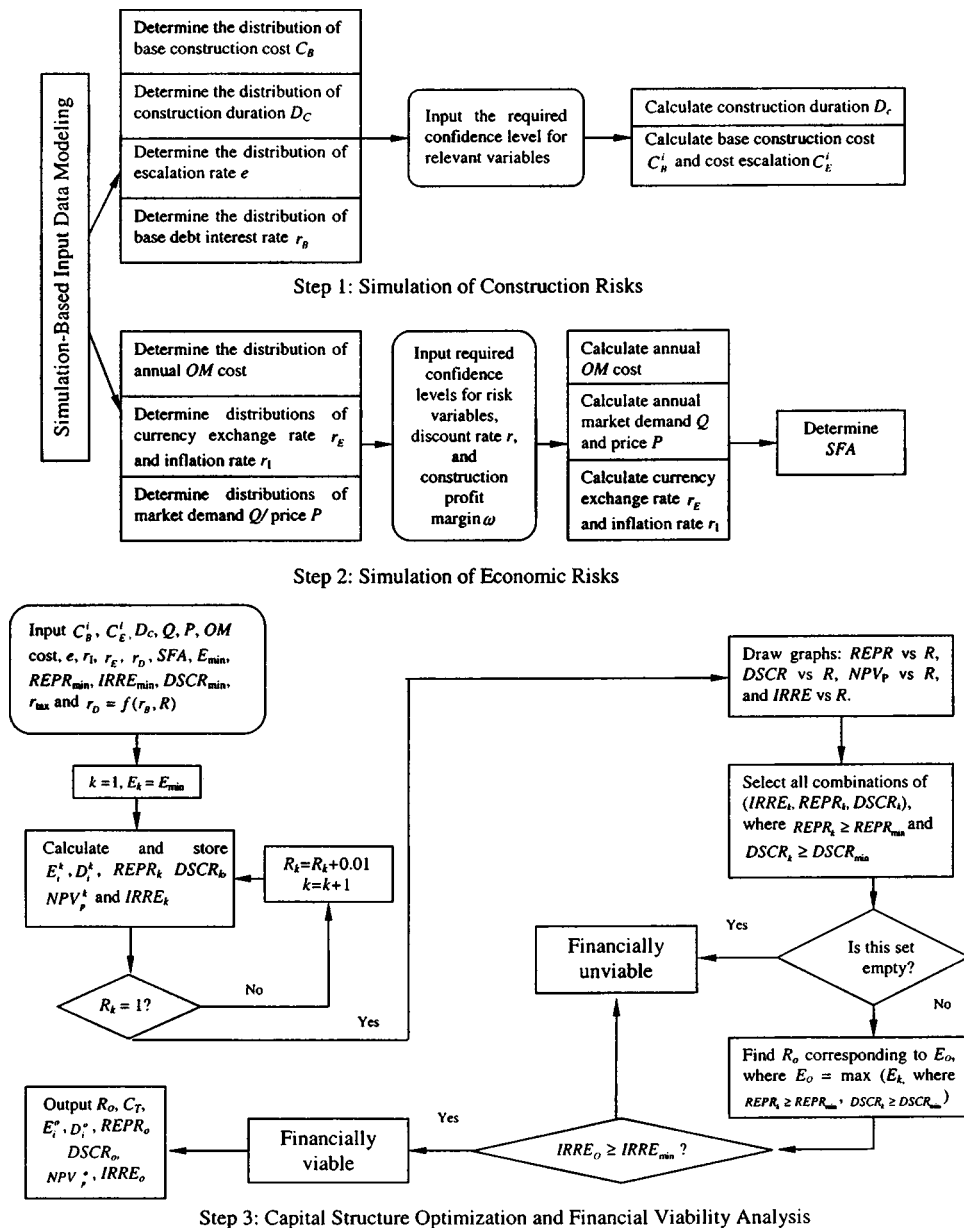 Simulation-Based Input Data Modeling
Determine the distribution of
base construction cost C_B
Determine the distribution of
construction duration D_C
Determine the distribution of
escalation rate e
Determine the distribution of
base debt interest rate r_B
Input the required
confidence level for
relevant variables
Calculate construction duration D_c
Calculate base construction cost
C_B^i and cost escalation C_E^i
Step 1: Simulation of Construction Risks
Determine the distribution of
annual OM cost
Determine distributions of
currency exchange rate r_E
and inflation rate r_I
Determine distributions of
market demand Q/ price P
Input required
confidence
levels for risk
variables,
discount rate r,
and
construction
profit
margin ω
Calculate annual
OM cost
Calculate annual
market demand Q
and price P
Calculate currency
exchange rate r_E
and inflation rate r_I
Determine
SFA
Step 2: Simulation of Economic Risks
Input C_B^i, C_E^i, D_C, Q, P, OM
cost, e, r_I, r_E, r_D, SFA, E_min,
REPR_min, IRRE_min, DSCR_min,
r_tax and r_D = f(r_B, R)
k=1, E_k = E_min
Calculate and store
E_i^k, D_i^k, REPR_k DSCR_k,
NPV_p^k and IRRE_k
R_k=R_k+0.01
k=k+1
R_k = 1?
No
Yes
Draw graphs: REPR vs R,
DSCR vs R, NPV_P vs R,
and IRRE vs R.
Select all combinations of
(IRRE_k, REPR_k, DSCR_k),
where REPR_k ≥ REPR_min and
DSCR_k ≥ DSCR_min
Is this set
empty?
Yes
No
Financially
unviable
Find R_o corresponding to E_o,
where E_o = max (E_k, where
REPR_k ≥ REPR_min, DSCR_k ≥ DSCR_min)
IRRE_O ≥ IRRE_min ?
Yes
Financially
viable
Output R_o, C_T,
E_i^o, D_i^o, REPR_o
DSCR_o,
NPV_p^o, IRRE_o
Step 3: Capital Structure Optimization and Financial Viability Analysis